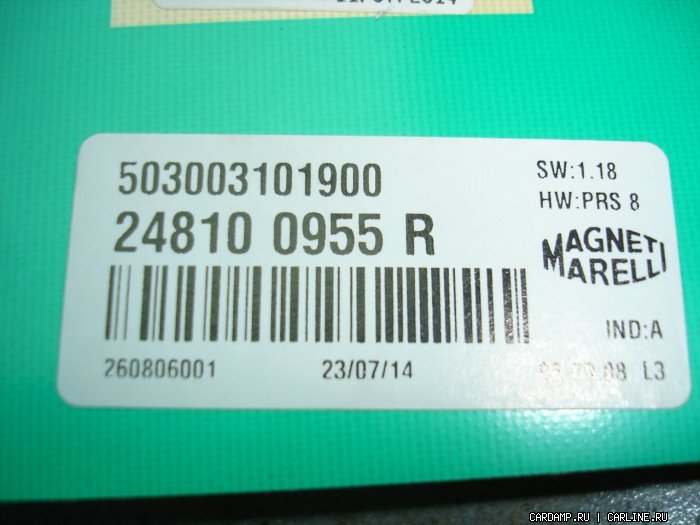 503003101900
SW:1.18
HW:PRS 8
24810 0955 R
MAGNETI
MARELLI
IND:A
260806001
23/07/14
L3
CARDAMP.RU | CARLINE.RU